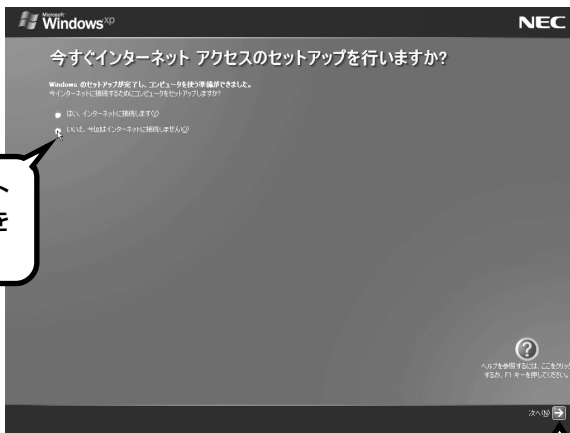 Microsoft
Windows xp
NEC
今すぐインターネット アクセスのセットアップを行いますか?
Windows のセットアップが完了し、コンピュータを使う準備ができました。
今インターネットに接続するためにコンピュータをセットアップしますか?
はい、インターネットに接続します(Y)
いいえ、今回はインターネットに接続しません(O)
ト
を
ヘルプを参照するには、ここをクリック
するか、F1 キーを押してください。
次へ(N)